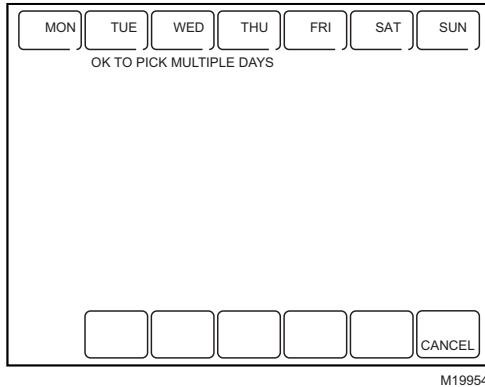 MON TUE WED THU FRI SAT SUN
OK TO PICK MULTIPLE DAYS
CANCEL
M19954